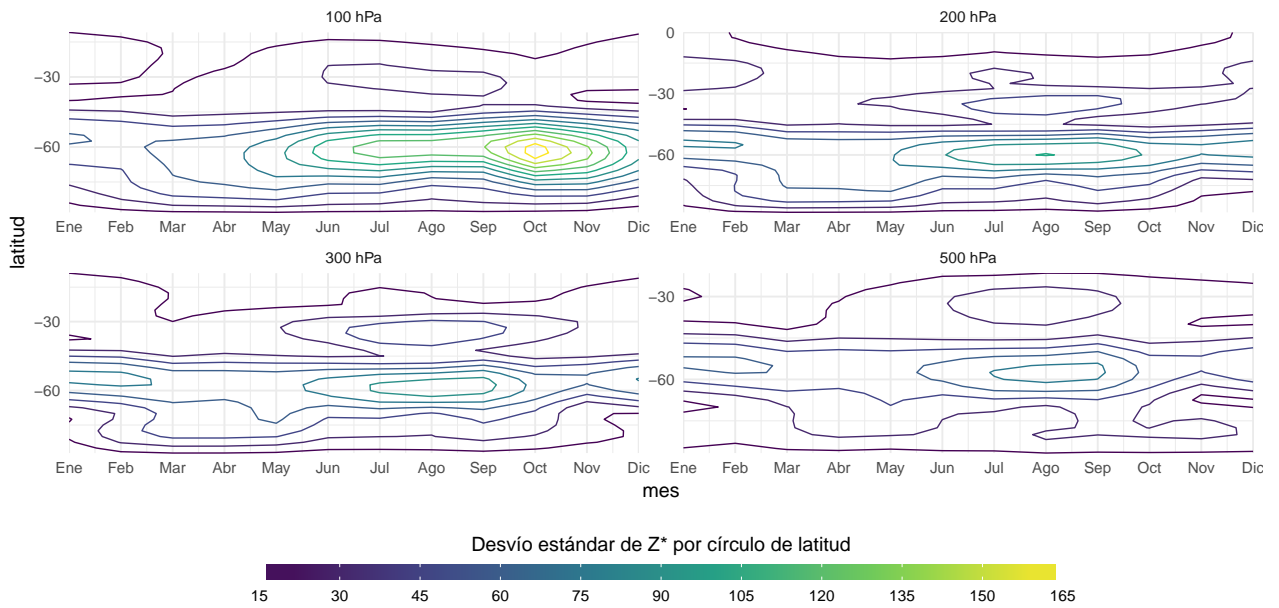 100 hPa
200 hPa
0
−30
−60
−30
−60
Ene Feb Mar Abr May Jun Jul Ago Sep Oct Nov Dic
Ene Feb Mar Abr May Jun Jul Ago Sep Oct Nov Dic
latitud
300 hPa
500 hPa
−30
−60
−30
−60
Ene Feb Mar Abr May Jun Jul Ago Sep Oct Nov Dic
Ene Feb Mar Abr May Jun Jul Ago Sep Oct Nov Dic
mes
Desvío estándar de Z* por círculo de latitud
15 30 45 60 75 90 105 120 135 150 165